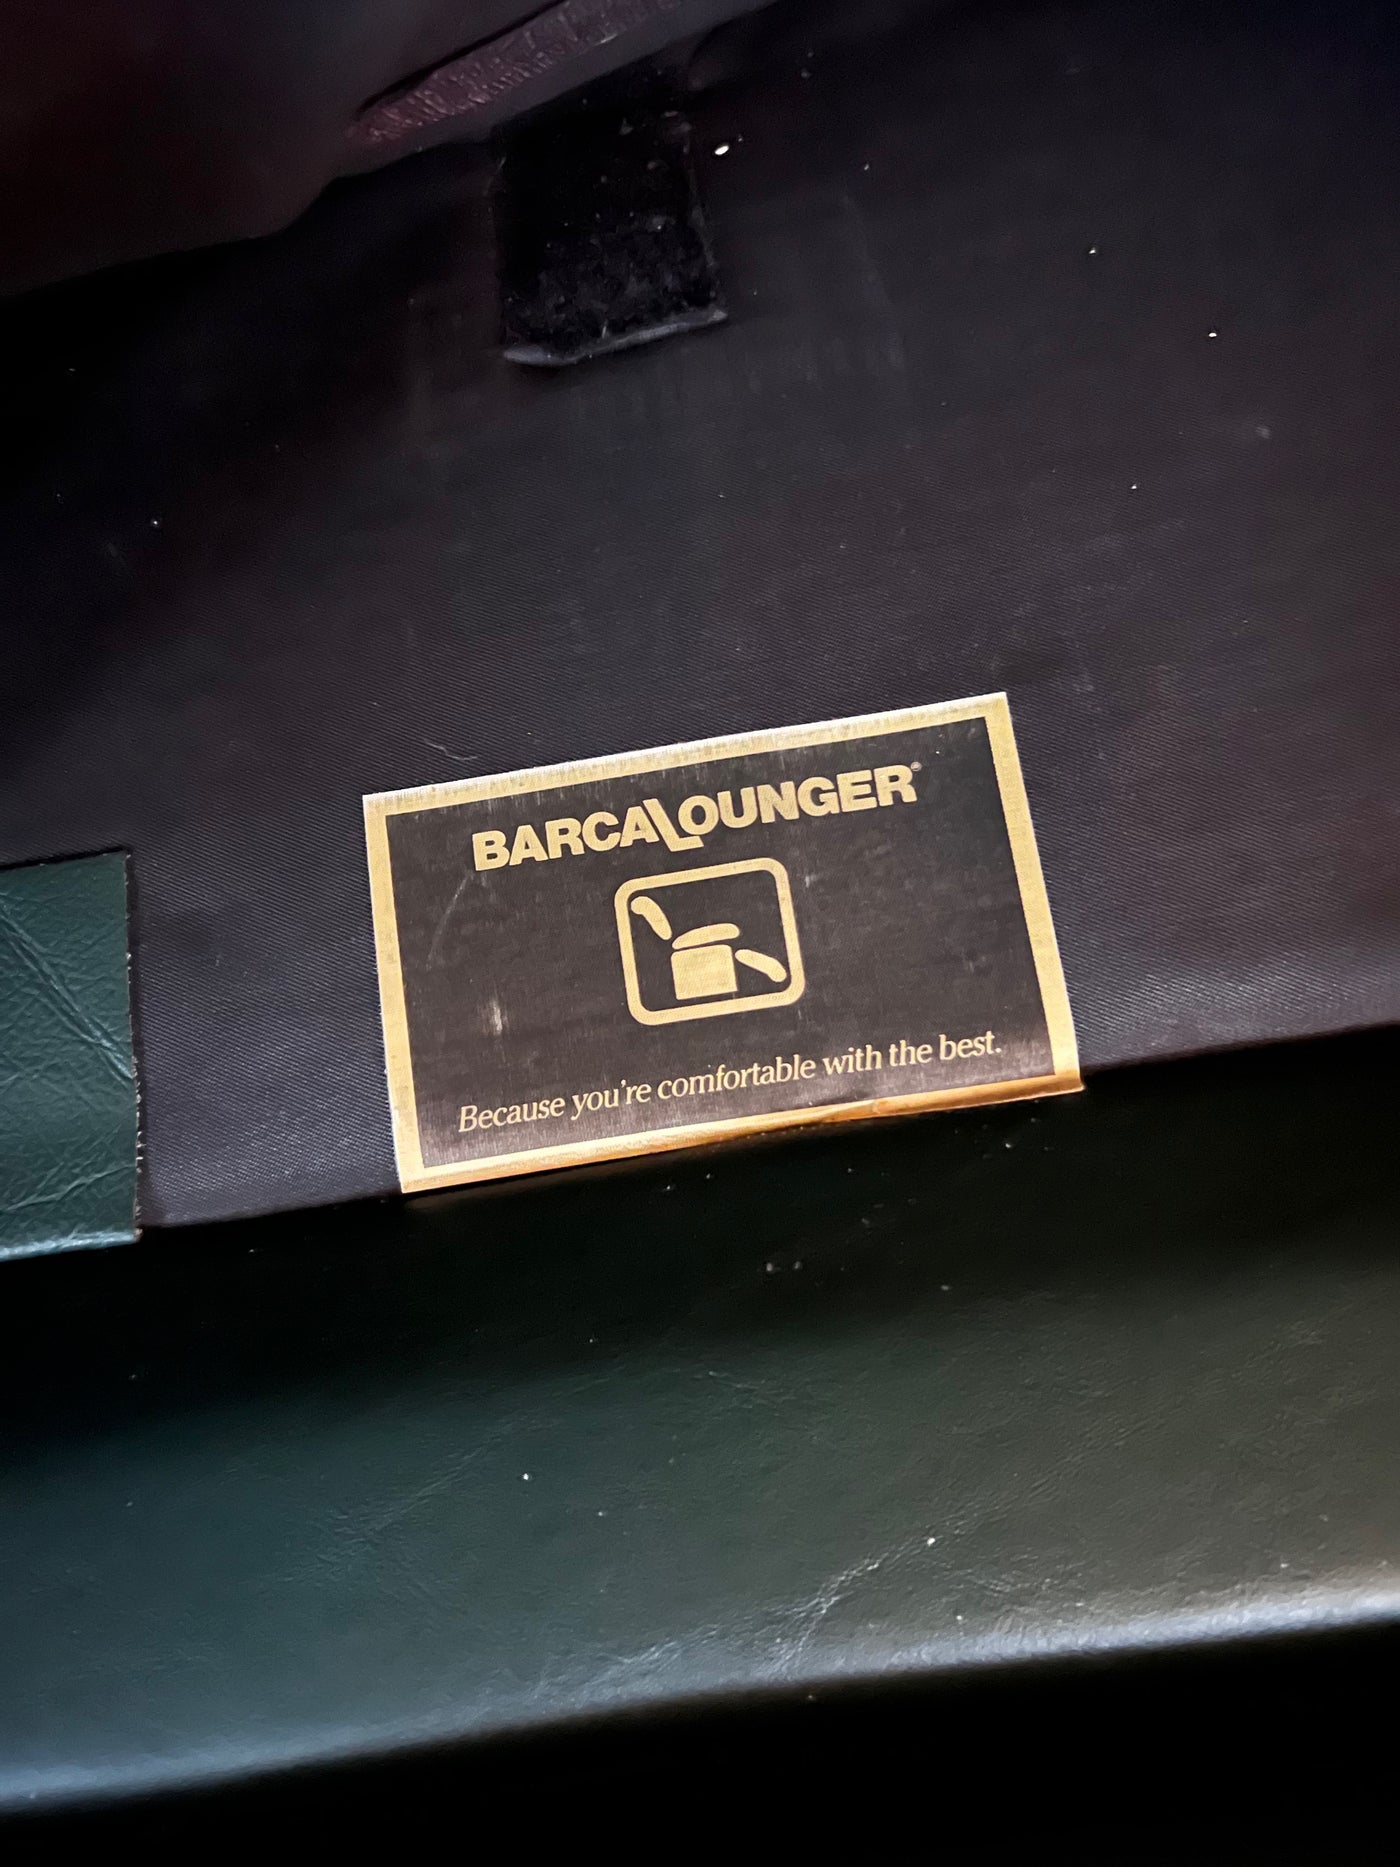 BARCALOUNGER®
Because you're comfortable with the best.